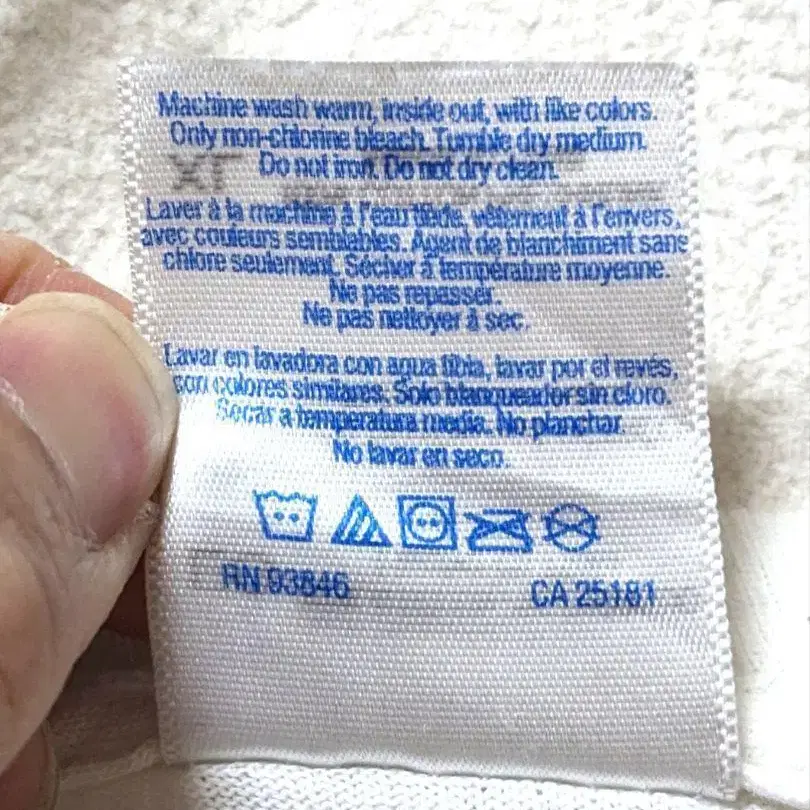 Machine wash warm, inside out, with like colors.
Only non-chlorine bleach. Tumble dry medium.
Do not iron. Do not dry clean.
Laver à la machine à l'eau tiède, vêtement à l'envers,
avec couleurs semblables. Agent de blanchiment sans
chlore seulement. Sécher à température moyenne.
Ne pas repasser.
Ne pas nettoyer à sec.
Lavar en lavadora con agua tibia, lavar por el revés,
con colores similares. Solo blanqueador sin cloro.
Secar a temperatura media. No planchar.
No lavar en seco.
RN 93846 CA 25181